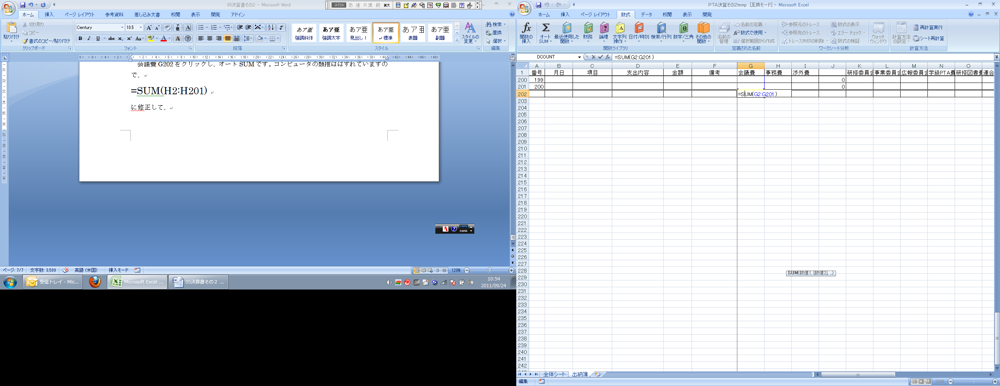 05決算書その2 - Microsoft Word
ATOK あ 連 R漢 般 英大
ホーム 挿入 ページ レイアウト 参考資料 差し込み文書 校閲 表示 開発 アドイン
貼り付け 切り取り コピー 書式のコピー/貼り付け クリップボード
Century 10.5 フォント
段落
あア亜 強調斜体 あア亜 強調太字 あア亜 見出し 1 あア亜 標準 あア亜 表題 あア亜 副題 スタイルの変更 スタイル
検索 置換 選択 編集
会議費 G202 をクリックし、オート SUM です。コンピュータの類推ははずれていますの
で、
=SUM(H2:H201)
に修正して、
CAPS
KANA
ページ: 7/7 文字数: 3,509 英語 (米国) 挿入モード 120%
受信トレイ - Mic... Microsoft Excel ... 05決算書その2 ... 10:54
2011/09/24
PTA決算その2temp [互換モード] - Microsoft Excel
ホーム 挿入 ページ レイアウト 数式 データ 校閲 表示 開発
関数の挿入 オート SUM 最近使用した関数 財務 論理 文字列操作 日付/時刻 検索/行列 数学/三角 その他の関数 関数ライブラリ
名前の管理 名前の定義 数式で使用 選択範囲から作成 定義された名前
参照元のトレース 参照先のトレース トレース矢印の削除 数式の表示 エラー チェック 数式の検証 ウォッチウィンドウ ワークシート分析
計算方法の設定 再計算実行 シート再計算 計算方法
DCOUNT =SUM(G2:G201)
A B C D E F G H I J K L M N O
1 番号 月日 項目 支出内容 金額 備考 会議費 事務費 渉外費 研修委員会 事業委員会 広報委員会 学級PTA費 研修図書費 連合
200 199 0
201 200 0
202 =SUM(G2:G201)
203
204
205
206
207
208
209
210
211
212
213
214
215
216
217
218
219
220
221
222
223
224
225
226
227
228
SUM(数値1, [数値2], ...)
229
230
231
232
233
234
235
236
237
238
239
240
241
242
全体シート 出納簿
編集 100%